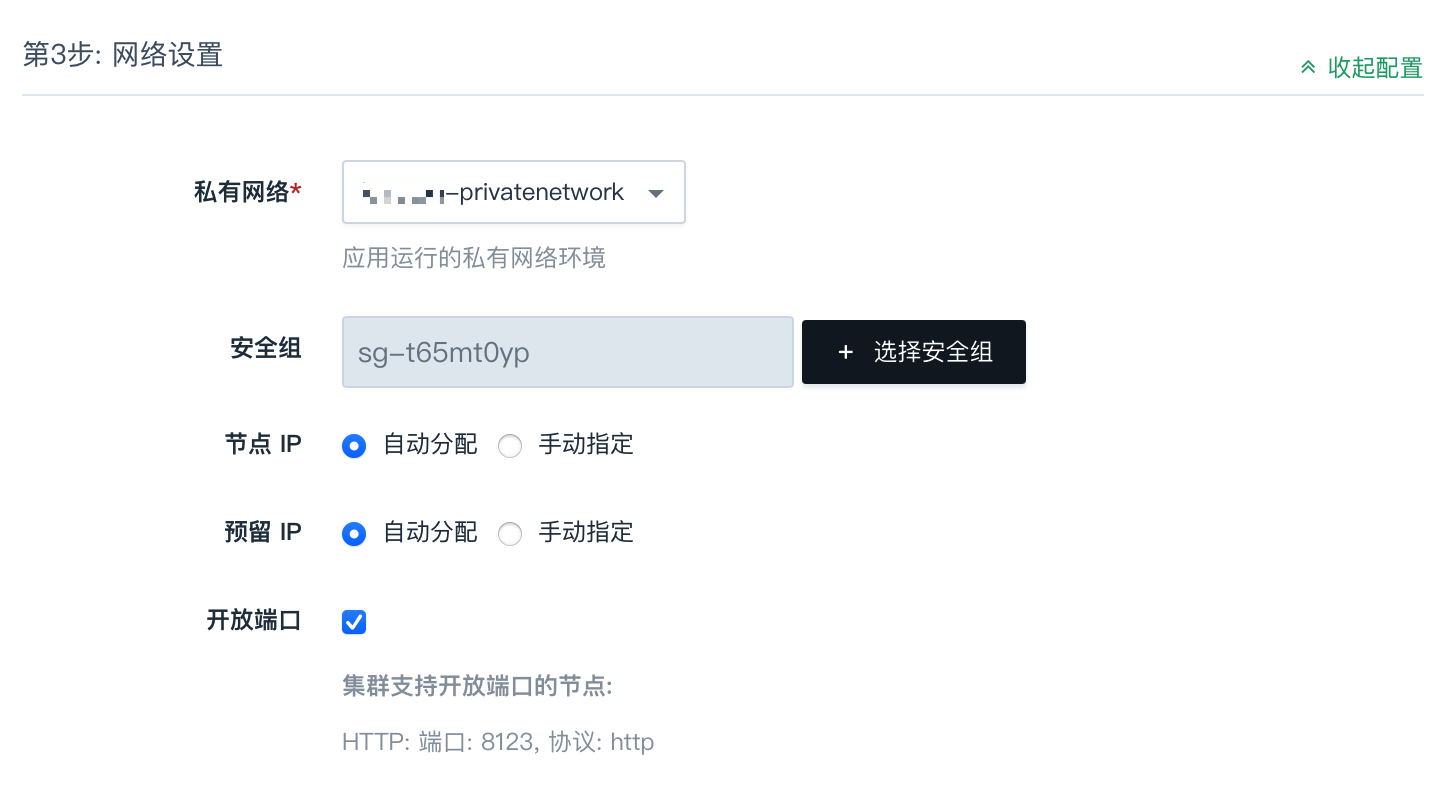 第3步: 网络设置
收起配置
私有网络* -privatenetwork
应用运行的私有网络环境
安全组 sg-t65mt0yp + 选择安全组
节点 IP 自动分配 手动指定
预留 IP 自动分配 手动指定
开放端口
集群支持开放端口的节点:
HTTP: 端口: 8123, 协议: http